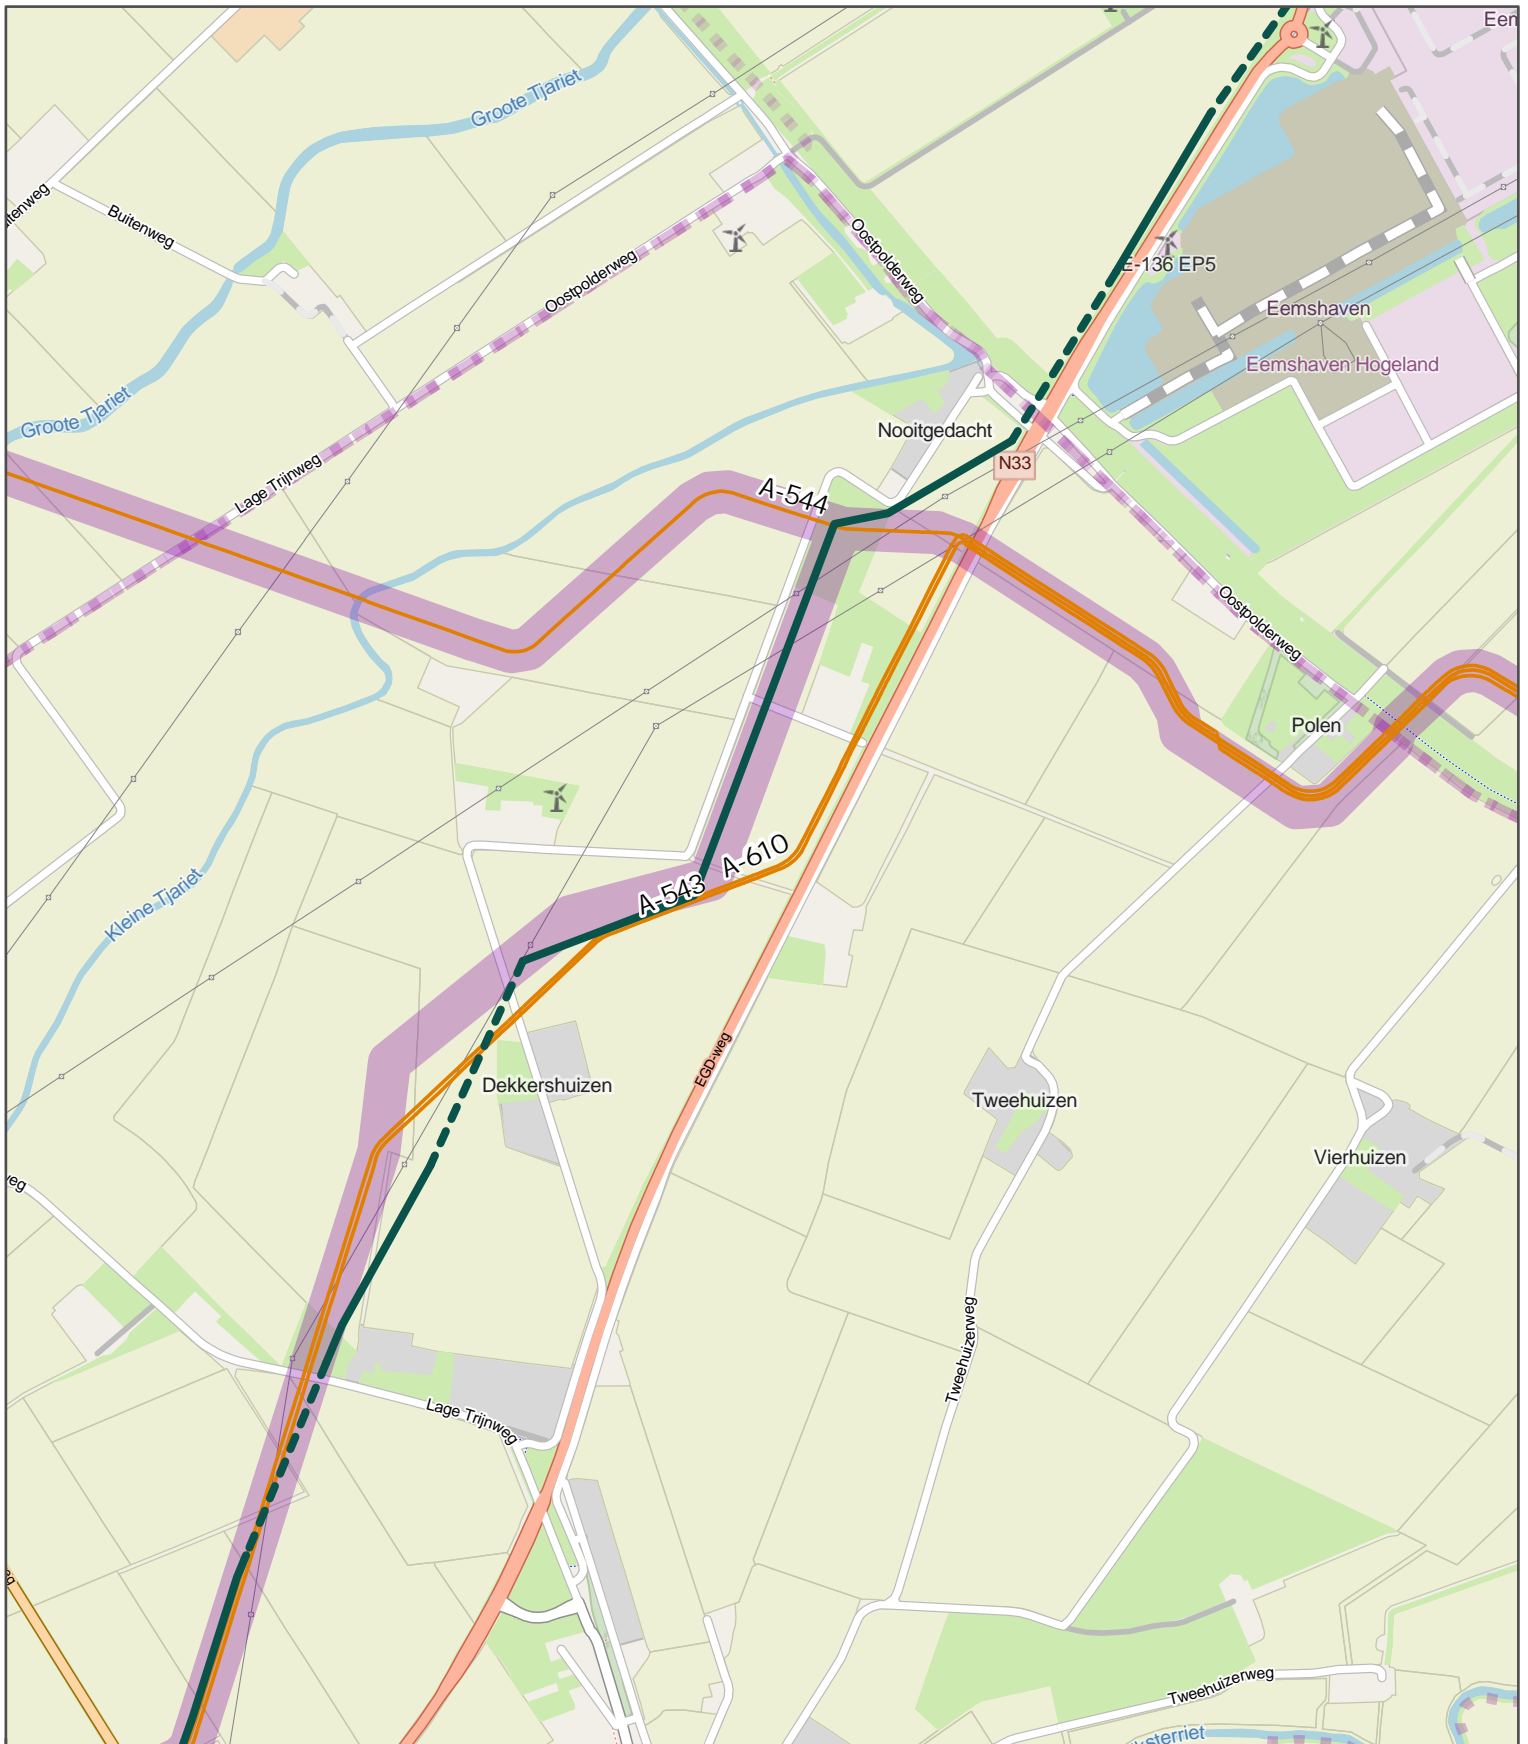 Een
Groote Tjariet
Buitenweg
Oostpolderweg
Oostpolderweg
E-136 EP5
Eemshaven
Eemshaven Hogeland
Groote Tjariet
Nooitgedacht
N33
Lage Trijnweg
A-544
Oostpolderweg
Polen
A-610
A-543
Kleine Tjariet
EGD-weg
Dekkershuizen
Tweehuizen
Vierhuizen
Tweehuizerweg
Lage Trijnweg
Tweehuizerweg